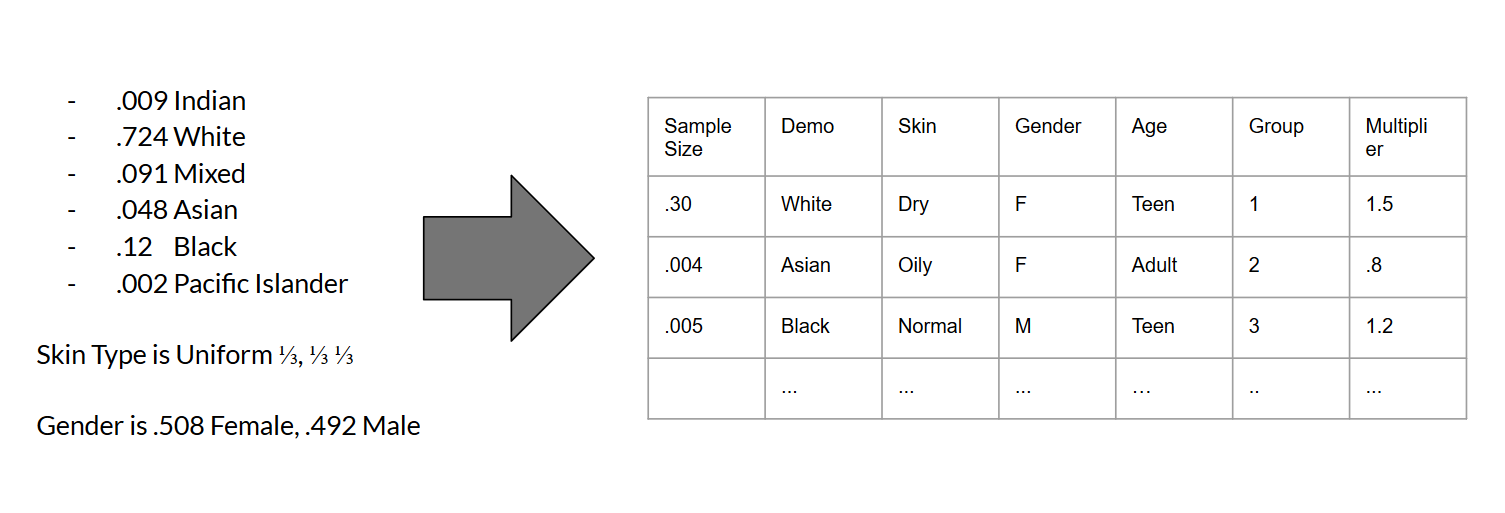 - .009 Indian
- .724 White
- .091 Mixed
- .048 Asian
- .12 Black
- .002 Pacific Islander
Skin Type is Uniform ⅓, ⅓ ⅓
Gender is .508 Female, .492 Male
Sample Size Demo Skin Gender Age Group Multipli er
.30 White Dry F Teen 1 1.5
.004 Asian Oily F Adult 2 .8
.005 Black Normal M Teen 3 1.2
... ... ... ... .. ...